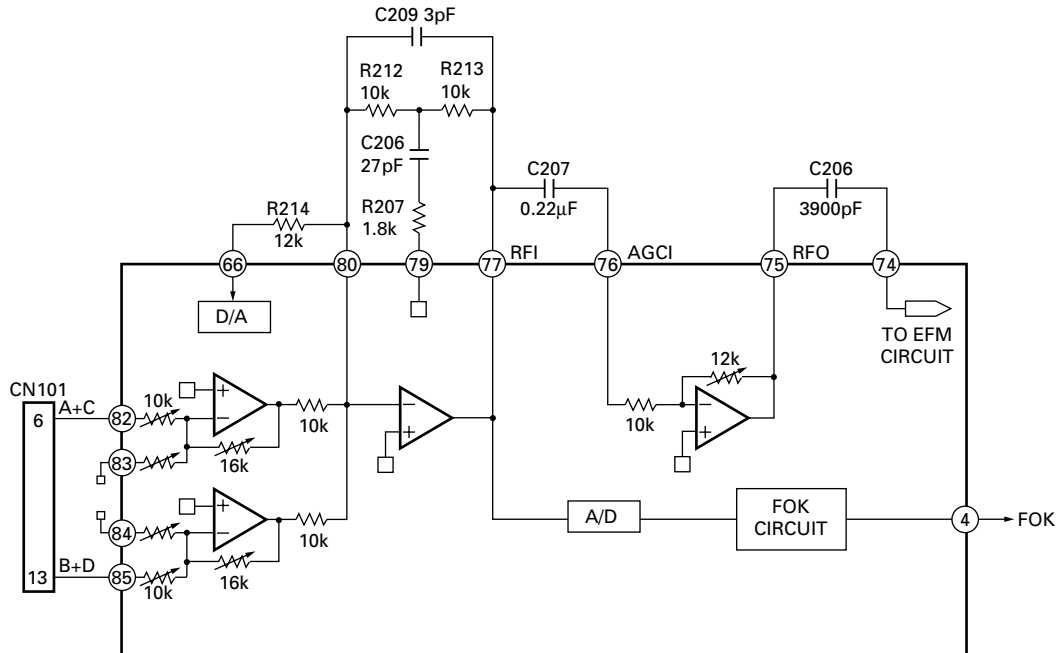 C209 3pF
R212
10k
R213
10k
C206
27pF
R207
1.8k
R214
12k
C207
0.22µF
C206
3900pF
66
80
79
77
RFI
76
AGCI
75
RFO
74
D/A
TO EFM
CIRCUIT
CN101
6
A+C
82
10k
+
−
10k
16k
83
−
+
12k
10k
−
+
84
+
−
10k
16k
13
B+D
85
10k
A/D
FOK
CIRCUIT
4
FOK